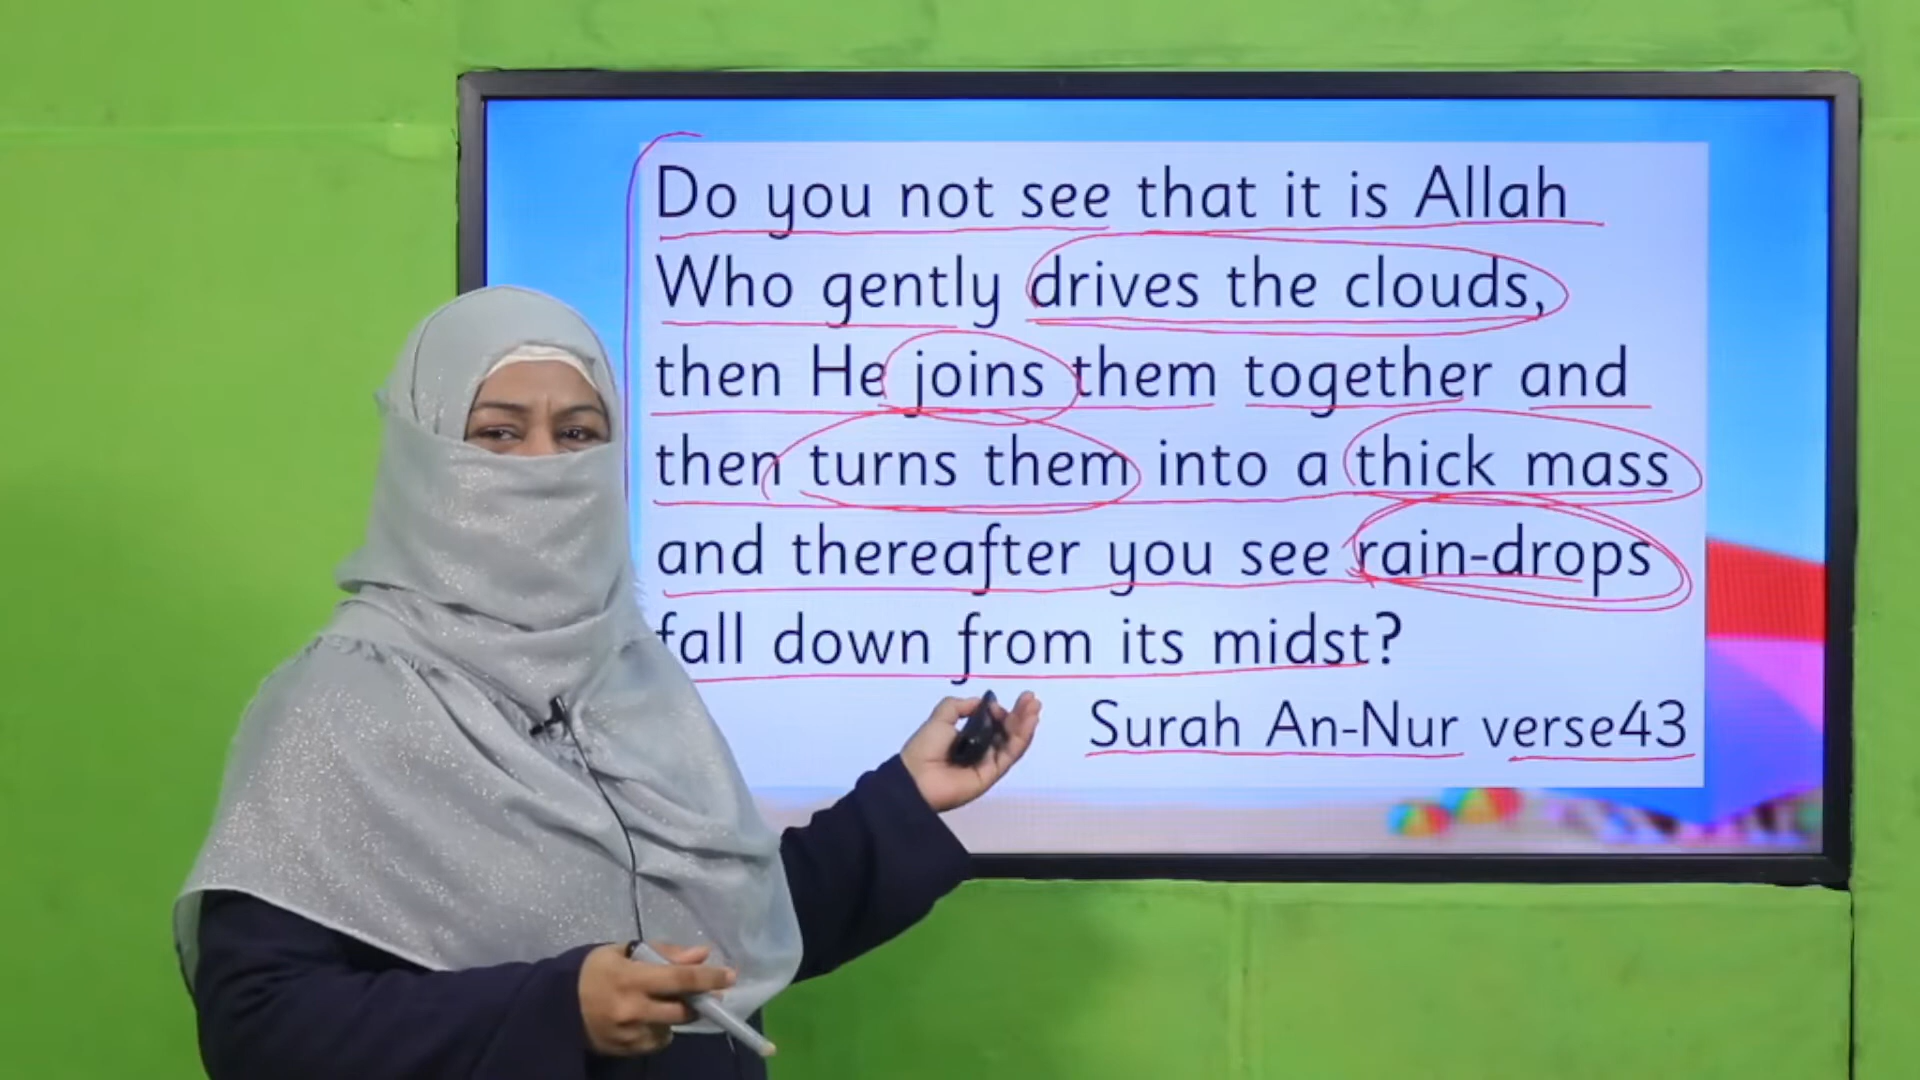 Do you not see that it is Allah
Who gently drives the clouds,
then He joins them together and
then turns them into a thick mass
and thereafter you see rain-drops
fall down from its midst?
Surah An-Nur verse43